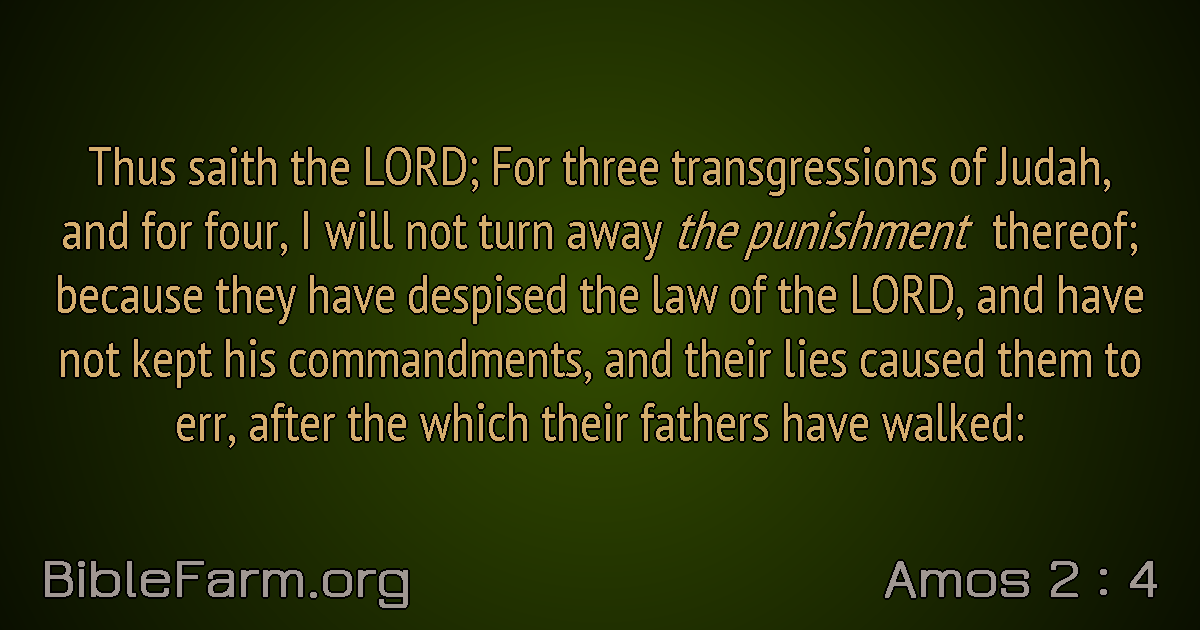 Thus saith the LORD; For three transgressions of Judah,
and for four, I will not turn away the punishment thereof;
because they have despised the law of the LORD, and have
not kept his commandments, and their lies caused them to
err, after the which their fathers have walked:
BibleFarm.org
Amos 2 : 4